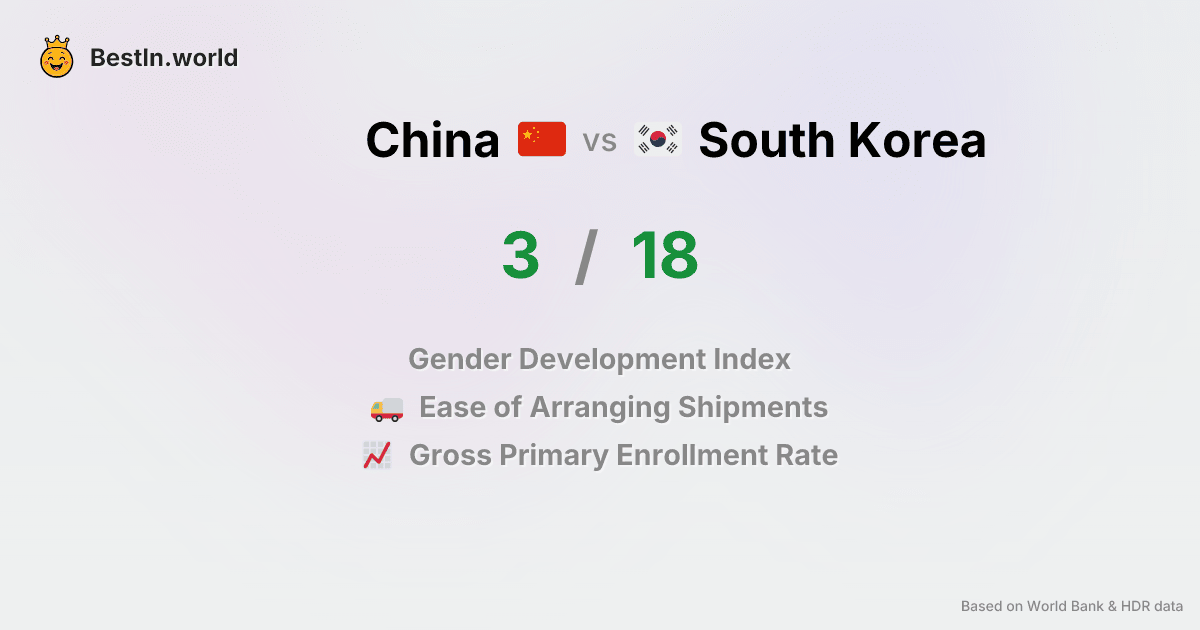 BestIn.world
China vs South Korea
3 / 18
Gender Development Index
Ease of Arranging Shipments
Gross Primary Enrollment Rate
Based on World Bank & HDR data